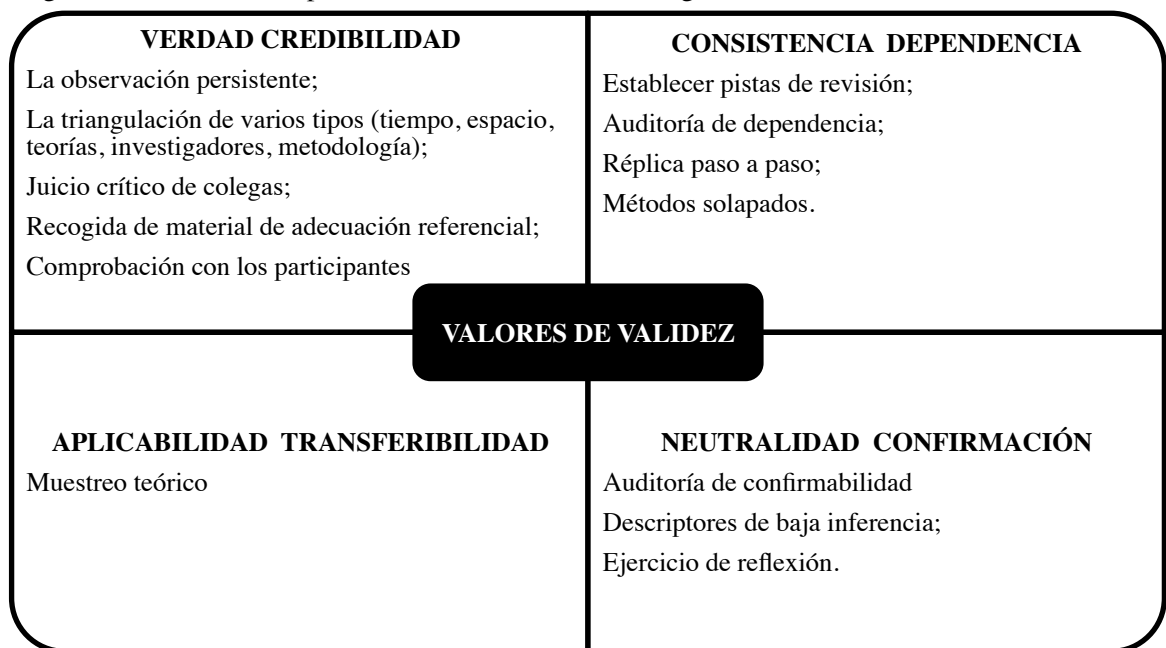 VERDAD CREDIBILIDAD
La observación persistente;
La triangulación de varios tipos (tiempo, espacio,
teorías, investigadores, metodología);
Juicio crítico de colegas;
Recogida de material de adecuación referencial;
Comprobación con los participantes
CONSISTENCIA DEPENDENCIA
Establecer pistas de revisión;
Auditoría de dependencia;
Réplica paso a paso;
Métodos solapados.
VALORES DE VALIDEZ
APLICABILIDAD TRANSFERIBILIDAD
Muestreo teórico
NEUTRALIDAD CONFIRMACIÓN
Auditoría de confirmabilidad
Descriptores de baja inferencia;
Ejercicio de reflexión.